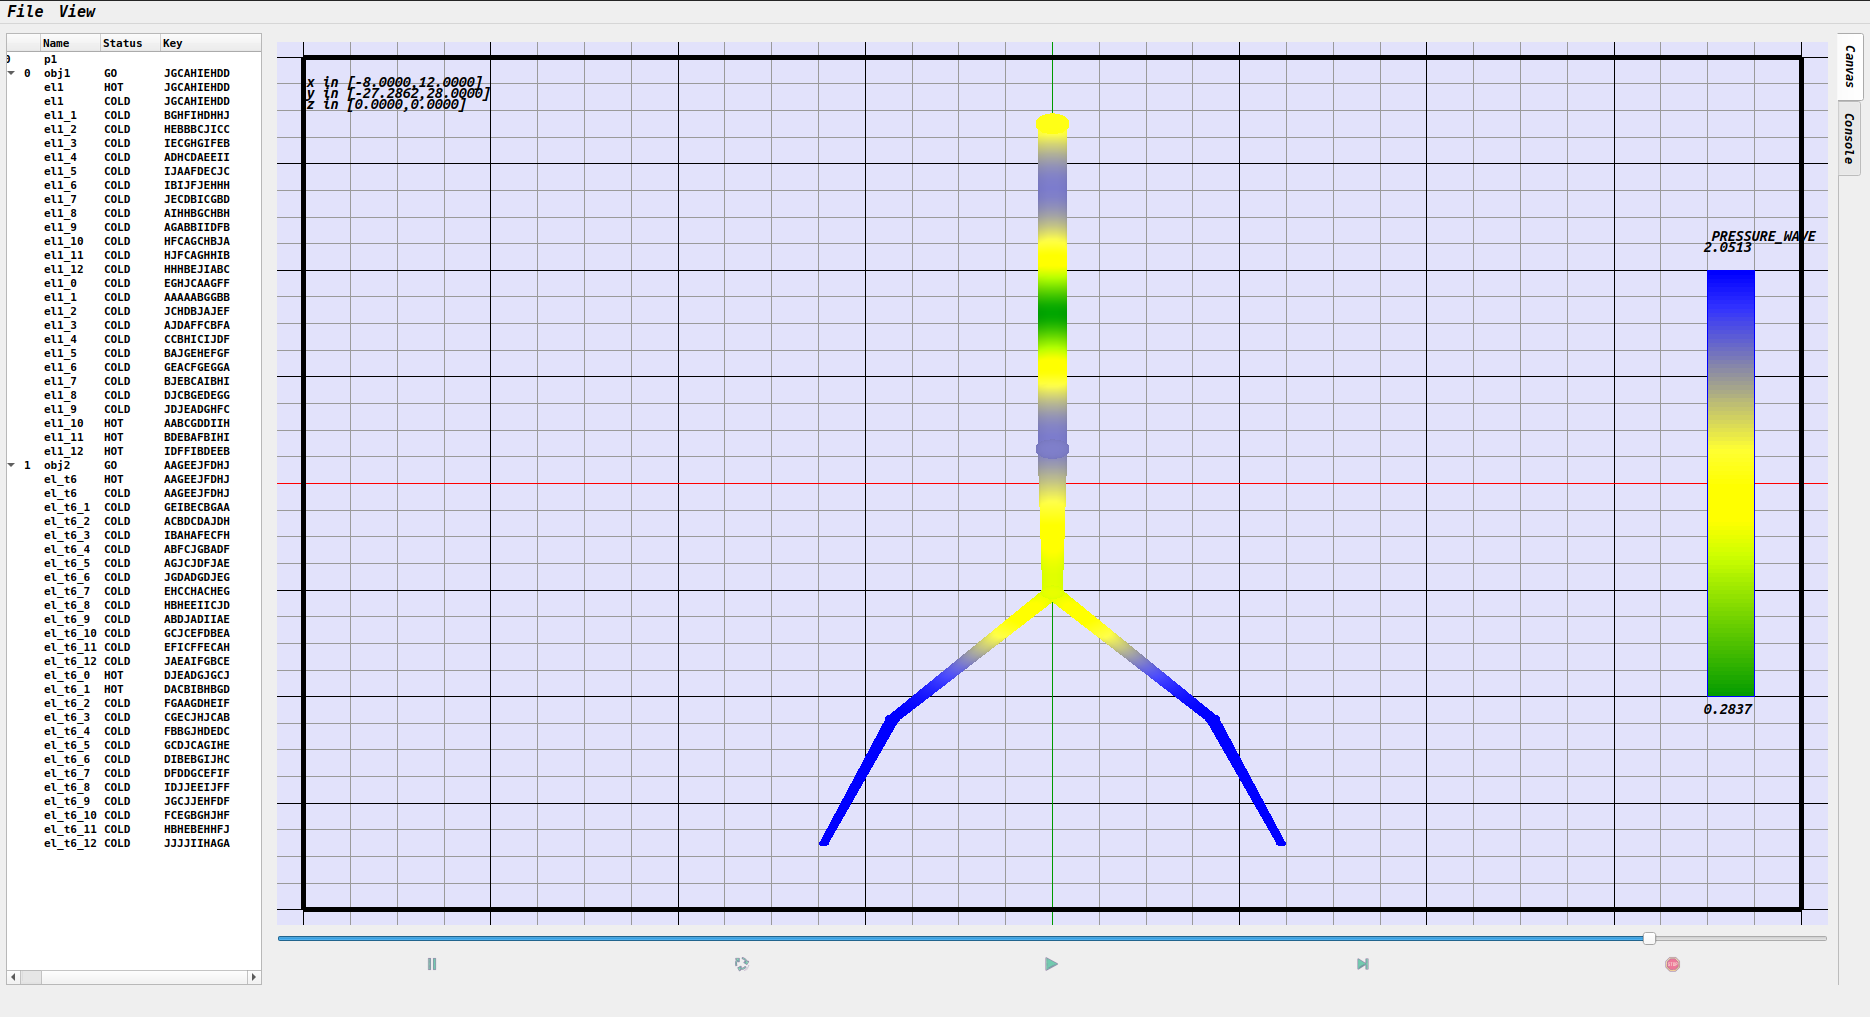 File View
Name Status Key
0 p1
0 obj1 GO JGCAHIEHDD
el1 HOT JGCAHIEHDD
el1 COLD JGCAHIEHDD
el1_1 COLD BGHFIHDHHJ
el1_2 COLD HEBBBCJICC
el1_3 COLD IECGHGIFEB
el1_4 COLD ADHCDAEEII
el1_5 COLD IJAAFDECJC
el1_6 COLD IBIJFJEHHH
el1_7 COLD JECDBICGBD
el1_8 COLD AIHHBGCHBH
el1_9 COLD AGABBIIDFB
el1_10 COLD HFCAGCHBJA
el1_11 COLD HJFCAGHHIB
el1_12 COLD HHHBEJIABC
el1_0 COLD EGHJCAAGFF
el1_1 COLD AAAAABGGBB
el1_2 COLD JCHDBJAJEF
el1_3 COLD AJDAFFCBFA
el1_4 COLD CCBHICIJDF
el1_5 COLD BAJGEHEFGF
el1_6 COLD GEACFGEGGA
el1_7 COLD BJEBCAIBHI
el1_8 COLD DJCBGEDEGG
el1_9 COLD JDJEADGHFC
el1_10 HOT AABCGDDIIH
el1_11 HOT BDEBAFBIHI
el1_12 HOT IDFFIBDEEB
1 obj2 GO AAGEEJFDHJ
el_t6 HOT AAGEEJFDHJ
el_t6 COLD AAGEEJFDHJ
el_t6_1 COLD GEIBECBGAA
el_t6_2 COLD ACBDCDAJDH
el_t6_3 COLD IBAHAFECFH
el_t6_4 COLD ABFCJGBADF
el_t6_5 COLD AGJCJDFJAE
el_t6_6 COLD JGDADGDJEG
el_t6_7 COLD EHCCHACHEG
el_t6_8 COLD HBHEEIICJD
el_t6_9 COLD ABDJADIIAE
el_t6_10 COLD GCJCEFDBEA
el_t6_11 COLD EFICFFECAH
el_t6_12 COLD JAEAIFGBCE
el_t6_0 HOT DJEADGJGCJ
el_t6_1 HOT DACBIBHBGD
el_t6_2 COLD FGAAGDHEIF
el_t6_3 COLD CGECJHJCAB
el_t6_4 COLD FBBGJHDEDC
el_t6_5 COLD GCDJCAGIHE
el_t6_6 COLD DIBEBGIJHC
el_t6_7 COLD DFDDGCEFIF
el_t6_8 COLD IDJJEEIJFF
el_t6_9 COLD JGCJJEHFDF
el_t6_10 COLD FCEGBGHJHF
el_t6_11 COLD HBHEBEHHFJ
el_t6_12 COLD JJJJIIHAGA
x in [-8.0000,12.0000]
y in [-27.2862,28.0000]
z in [0.0000,0.0000]
PRESSURE_WAVE
2.0513
0.2837
Canvas
Console